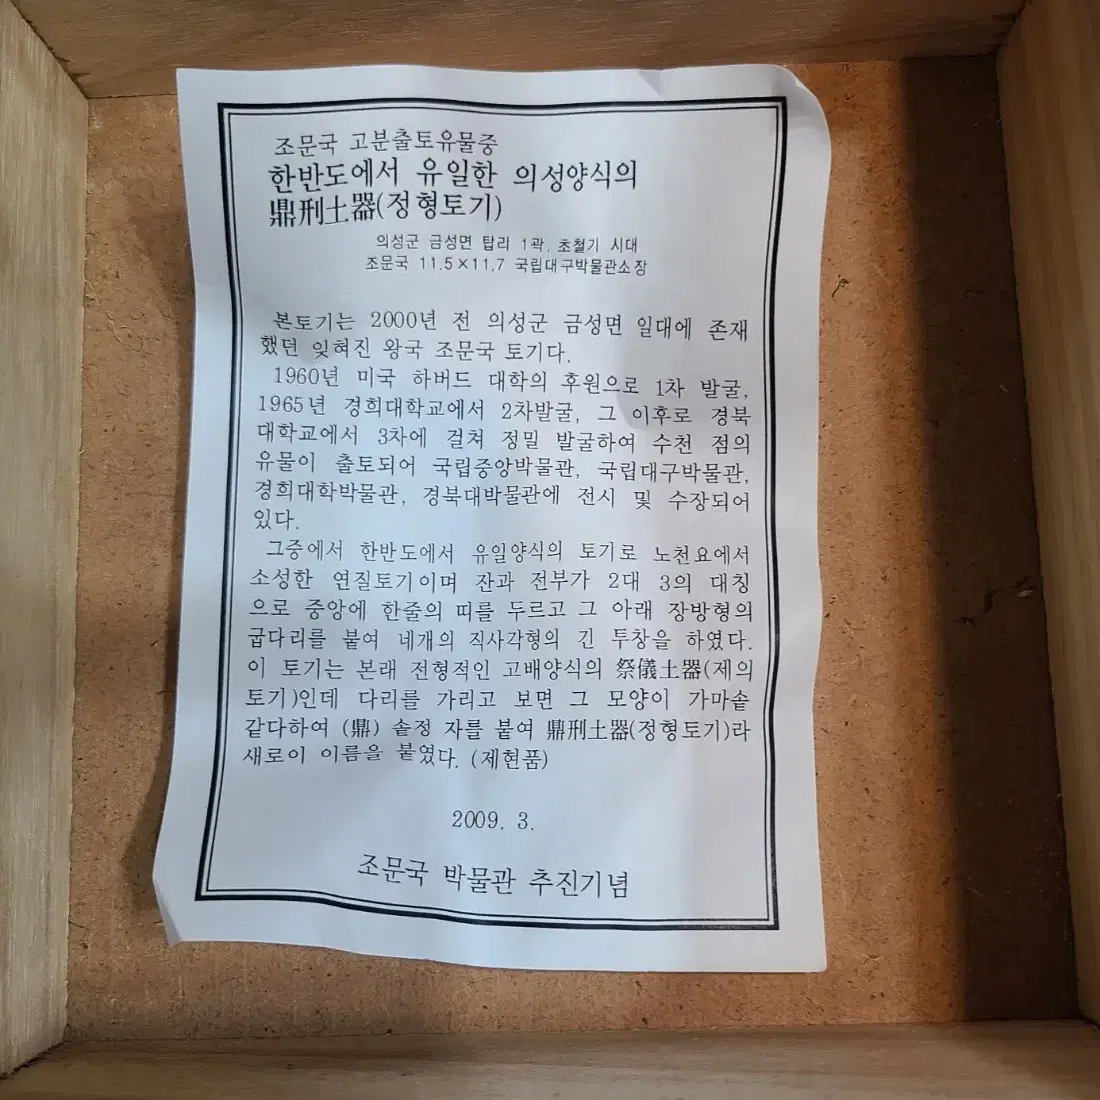 조문국 고분출토유물중
한반도에서 유일한 의성양식의
鼎刑土器(정형토기)
의성군 금성면 탑리 1곽. 초철기 시대
조문국 11.5×11.7 국립대구박물관소장
본토기는 2000년 전 의성군 금성면 일대에 존재
했던 잊혀진 왕국 조문국 토기다.
1960년 미국 하버드 대학의 후원으로 1차 발굴,
1965년 경희대학교에서 2차발굴, 그 이후로 경북
대학교에서 3차에 걸쳐 정밀 발굴하여 수천 점의
유물이 출토되어 국립중앙박물관, 국립대구박물관,
경희대학박물관, 경북대박물관에 전시 및 수장되어
있다.
그중에서 한반도에서 유일양식의 토기로 노천요에서
소성한 연질토기이며 잔과 전부가 2대 3의 대칭
으로 중앙에 한줄의 띠를 두르고 그 아래 장방형의
굽다리를 붙여 네개의 직사각형의 긴 투창을 하였다.
이 토기는 본래 전형적인 고배양식의 祭儀土器(제의
토기)인데 다리를 가리고 보면 그 모양이 가마솥
같다하여 (鼎) 솥정 자를 붙여 鼎刑土器(정형토기)라
새로이 이름을 붙였다. (제현품)
2009. 3.
조문국 박물관 추진기념